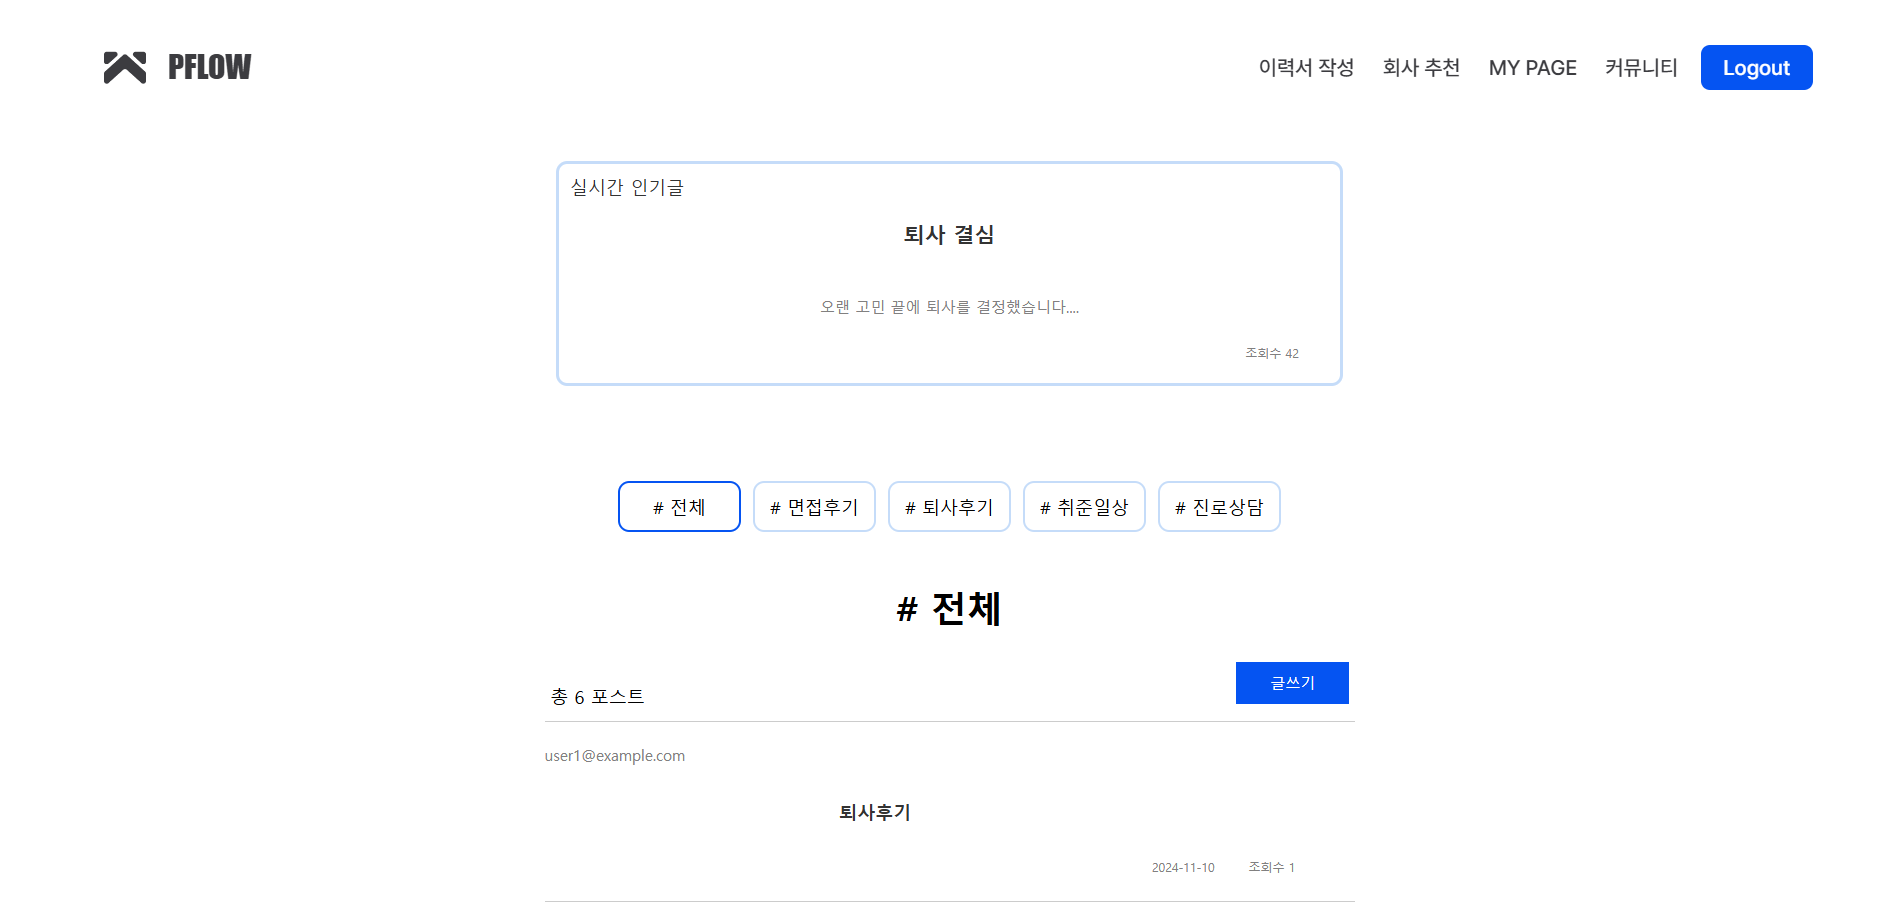 PFLOW
이력서 작성 회사 추천 MY PAGE 커뮤니티 Logout
실시간 인기글
퇴사 결심
오랜 고민 끝에 퇴사를 결정했습니다....
조회수 42
# 전체 # 면접후기 # 퇴사후기 # 취준일상 # 진로상담
# 전체
총 6 포스트
글쓰기
user1@example.com
퇴사후기
2024-11-10 조회수 1